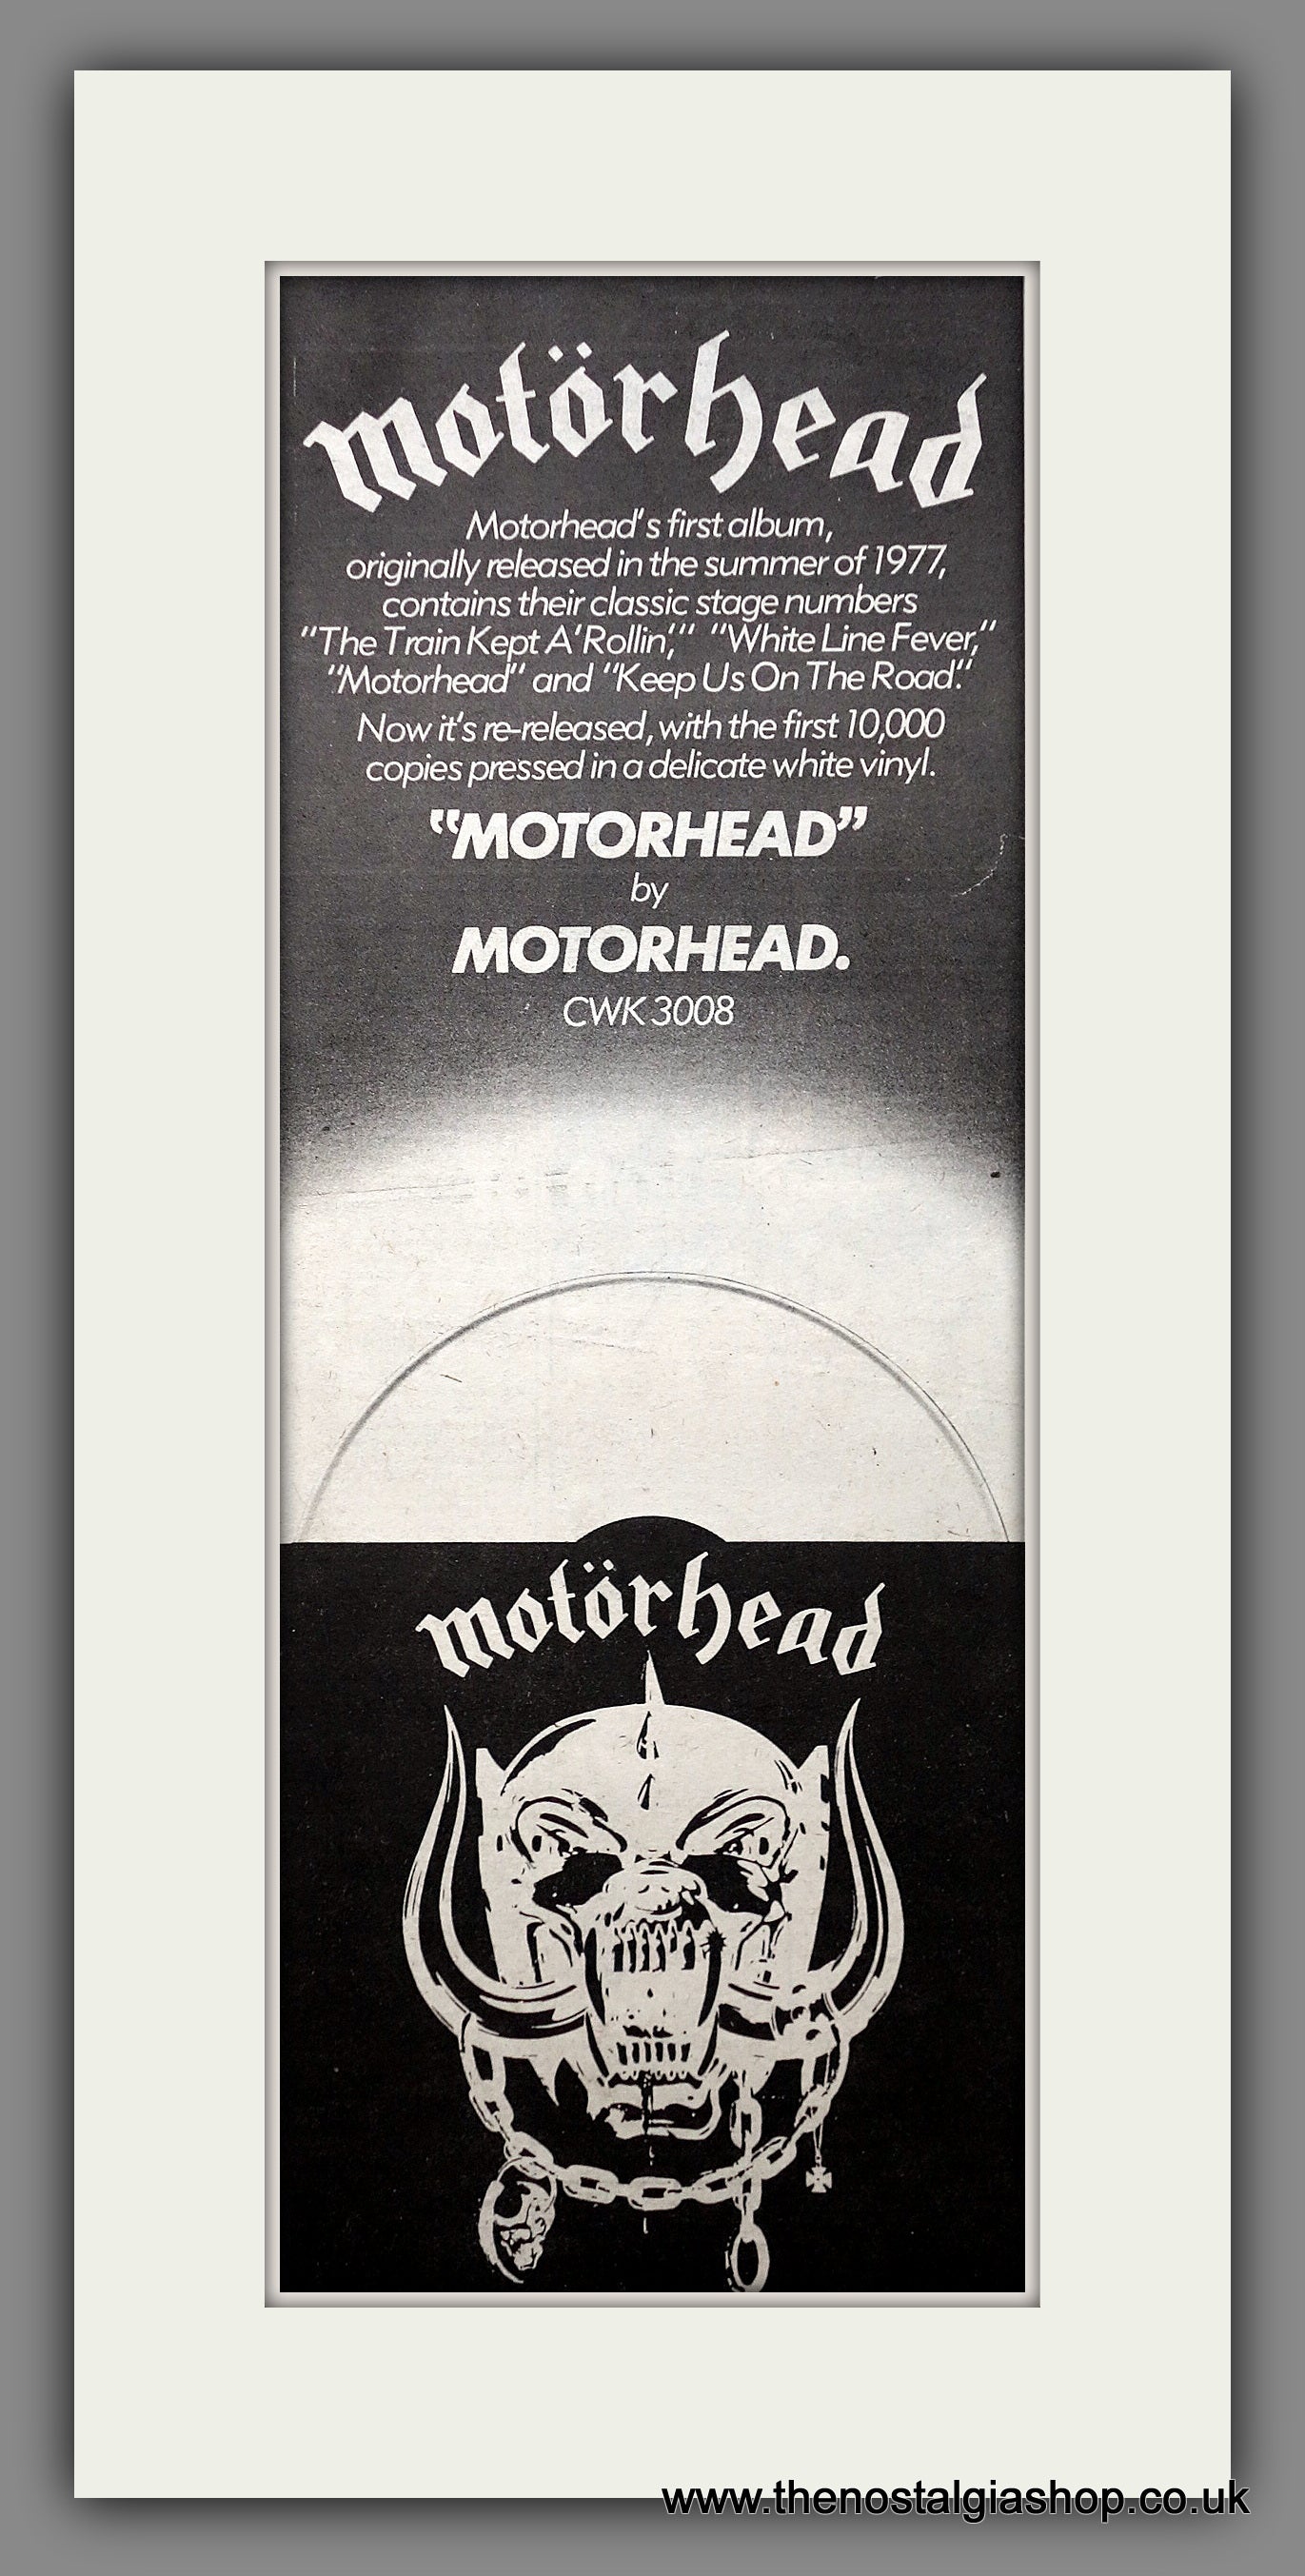 motörhead
Motorhead's first album,
originally released in the summer of 1977,
contains their classic stage numbers
"The Train Kept A'Rollin,'" "White Line Fever,"
"Motorhead" and "Keep Us On The Road."
Now it's re-released, with the first 10,000
copies pressed in a delicate white vinyl.
"MOTORHEAD"
by
MOTORHEAD.
CWK 3008
motörhead
www.thenostalgiashop.co.uk